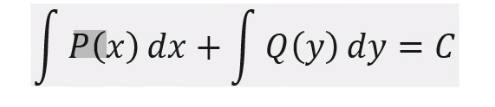 ∫ P(x) dx + ∫ Q(y) dy = C